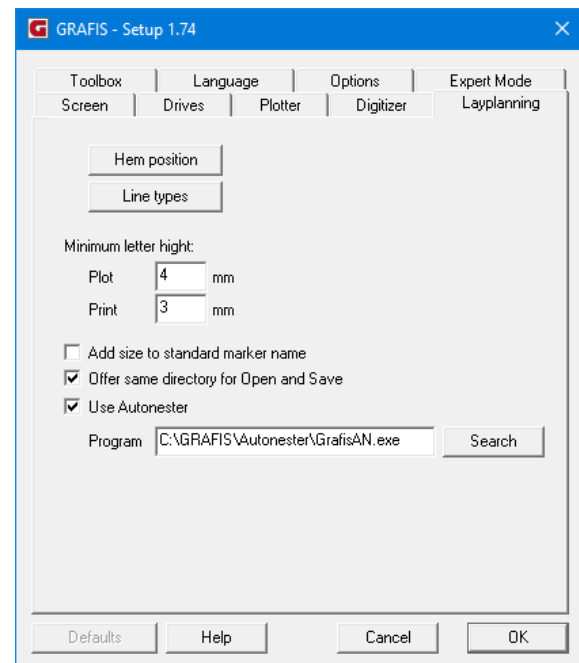 GRAFIS - Setup 1.74
Toolbox Language Options Expert Mode
Screen Drives Plotter Digitizer Layplanning
Hem position
Line types
Minimum letter hight:
Plot 4 mm
Print 3 mm
Add size to standard marker name
Offer same directory for Open and Save
Use Autonester
Program C:\GRAFIS\Autonester\GrafisAN.exe Search
Defaults Help Cancel OK